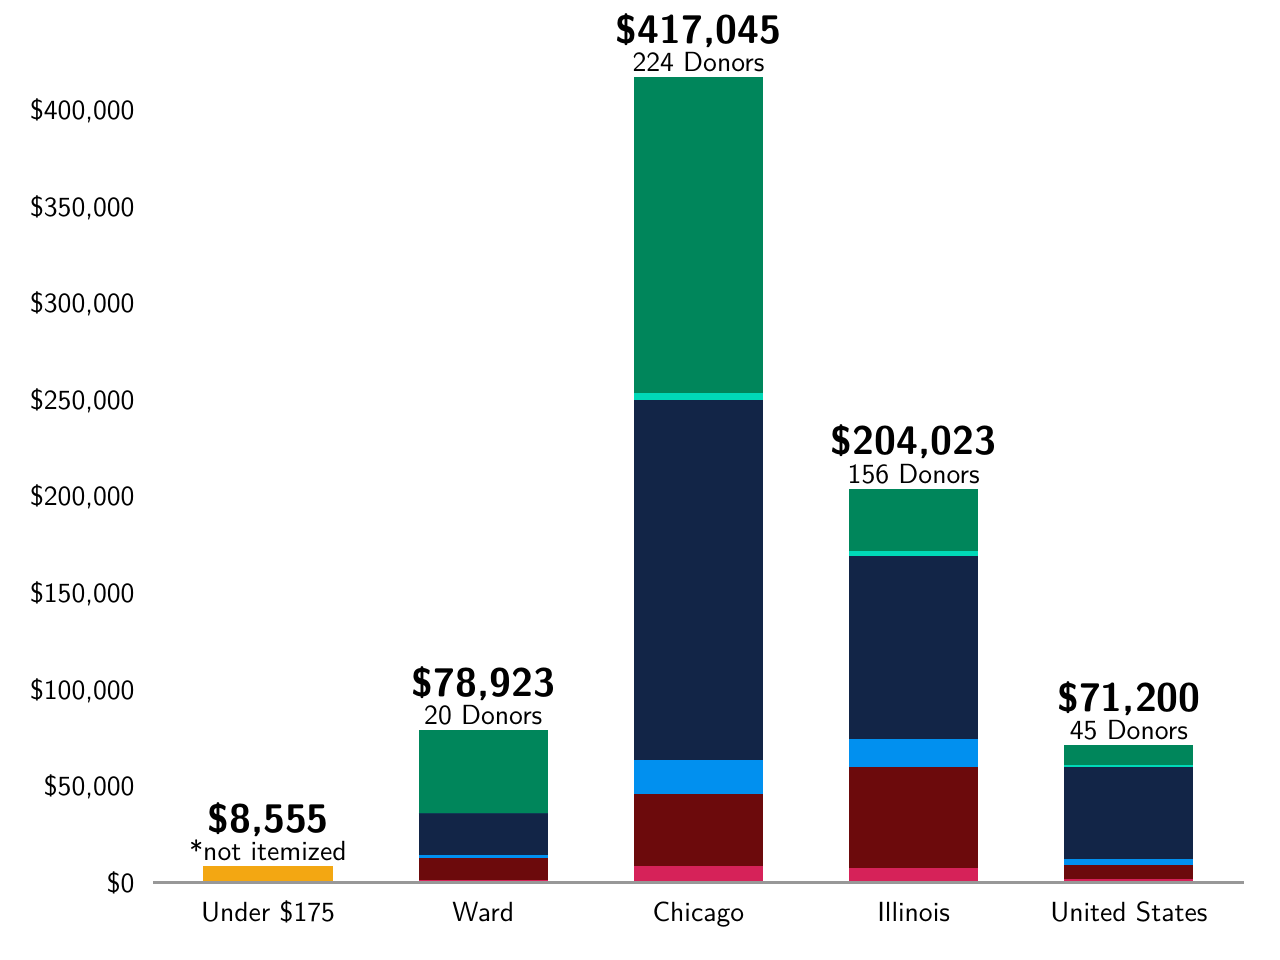 $417,045
224 Donors
$400,000
$350,000
$300,000
$250,000
$204,023
156 Donors
$200,000
$150,000
$100,000
$78,923
20 Donors
$71,200
45 Donors
$50,000
$8,555
*not itemized
$0
Under $175
Ward
Chicago
Illinois
United States